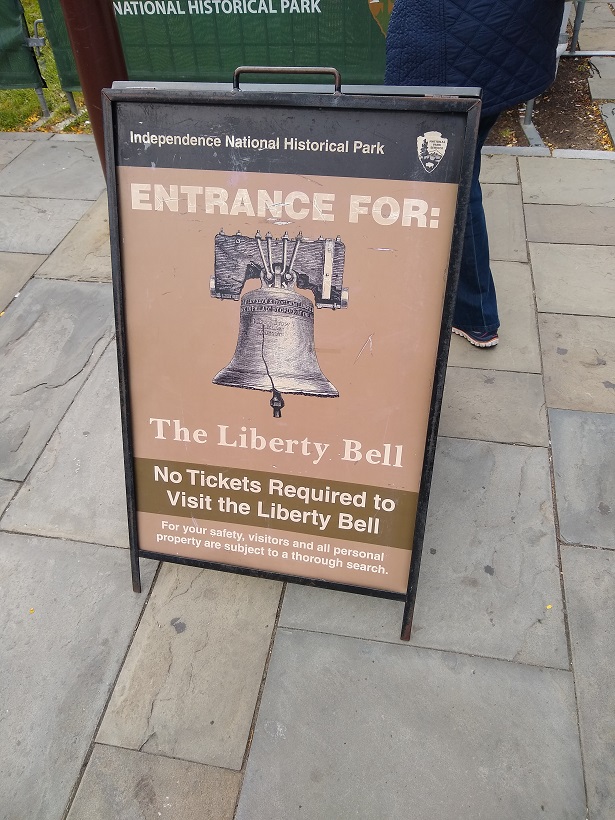 NATIONAL HISTORICAL PARK
Independence National Historical Park
ENTRANCE FOR:
The Liberty Bell
No Tickets Required to
Visit the Liberty Bell
For your safety, visitors and all personal
property are subject to a thorough search.